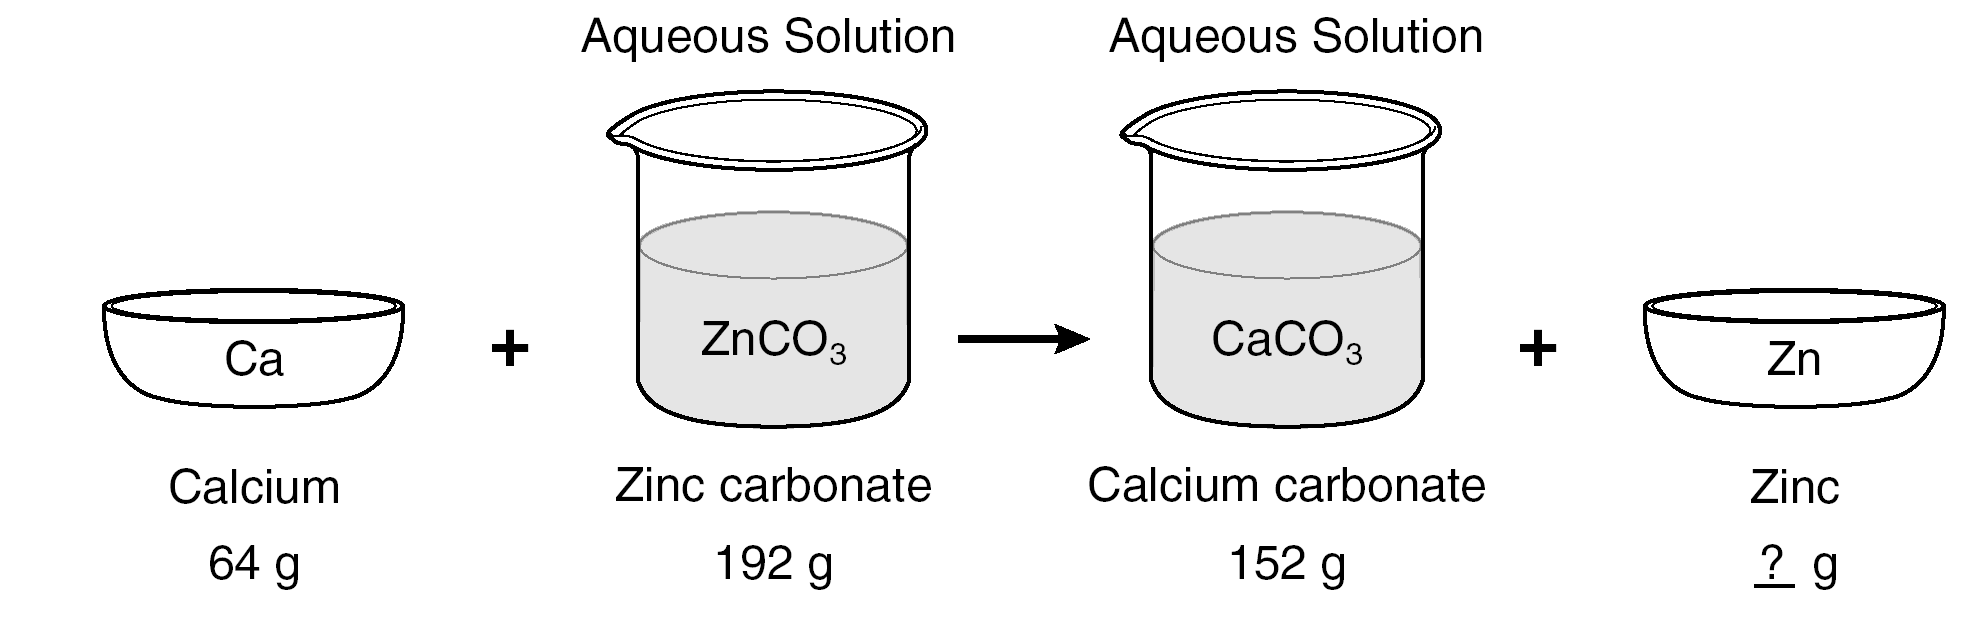 Aqueous Solution
Aqueous Solution
Ca
+
ZnCO₃
CaCO₃
+
Zn
Calcium
Zinc carbonate
Calcium carbonate
Zinc
64 g
192 g
152 g
? g